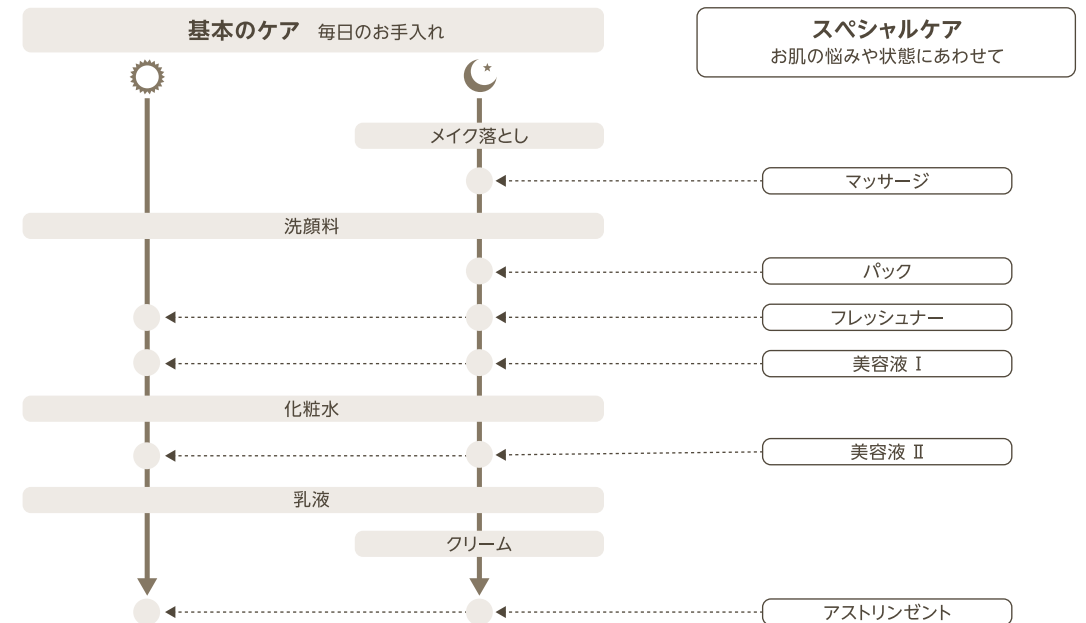 基本のケア 毎日のお手入れ
スペシャルケア
お肌の悩みや状態にあわせて
メイク落とし
マッサージ
洗顔料
パック
フレッシュナー
美容液 Ⅰ
化粧水
美容液 Ⅱ
乳液
クリーム
アストリンゼント